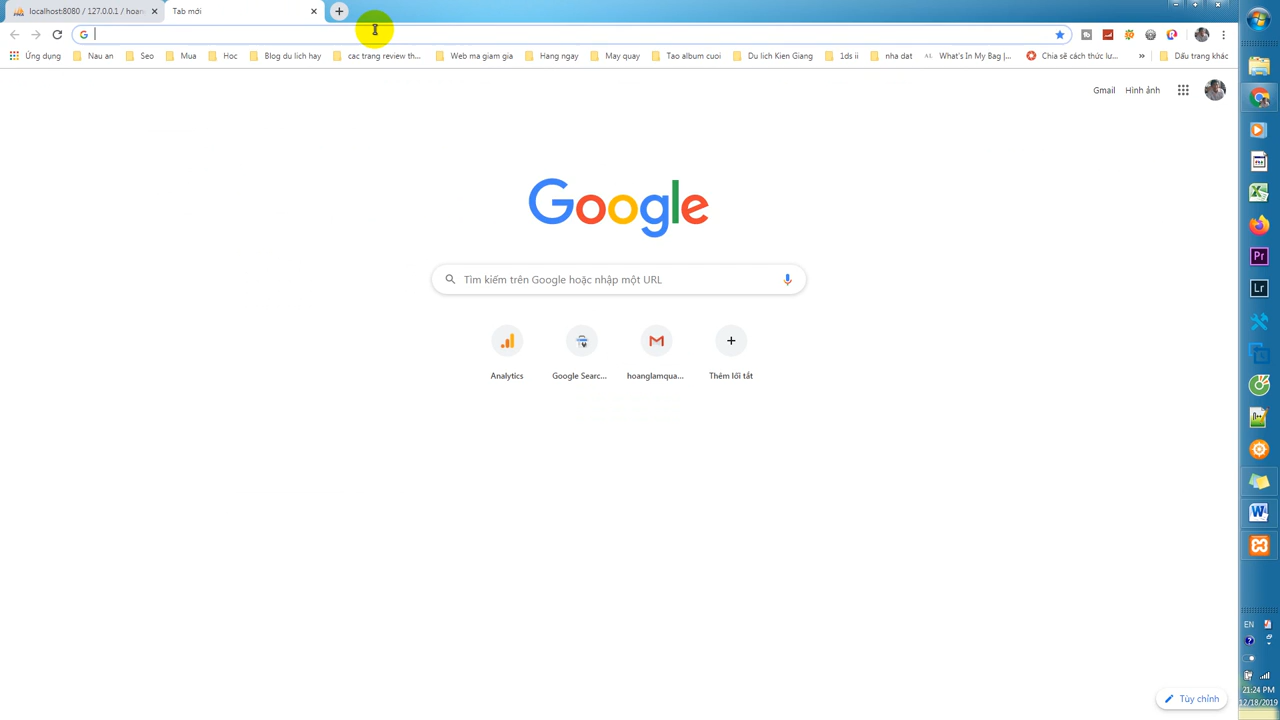 localhost:8080 / 127.0.0.1 / hoan
Tab mới
Ứng dụng
Nau an
Seo
Mua
Hoc
Blog du lich hay
cac trang review th...
Web ma giam gia
Hang ngay
May quay
Tao album cuoi
Du lich Kien Giang
1ds ii
nha dat
What's In My Bag |...
Chia sẻ cách thức lư...
»
Dấu trang khác
Gmail
Hình ảnh
Google
Tìm kiếm trên Google hoặc nhập một URL
Analytics
Google Searc...
hoanglamqua...
Thêm lối tắt
Pr
Lr
EN
21:24 PM
12/18/2019
Tùy chỉnh